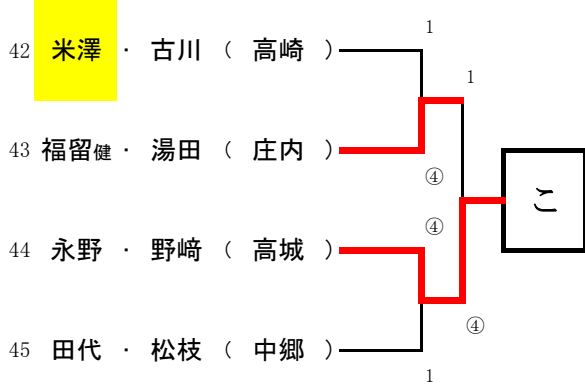 42 米澤 ・ 古川 ( 高崎 )
1
1
43 福留健 ・ 湯田 ( 庄内 )
④
こ
④
44 永野 ・ 野﨑 ( 高城 )
④
45 田代 ・ 松枝 ( 中郷 )
1